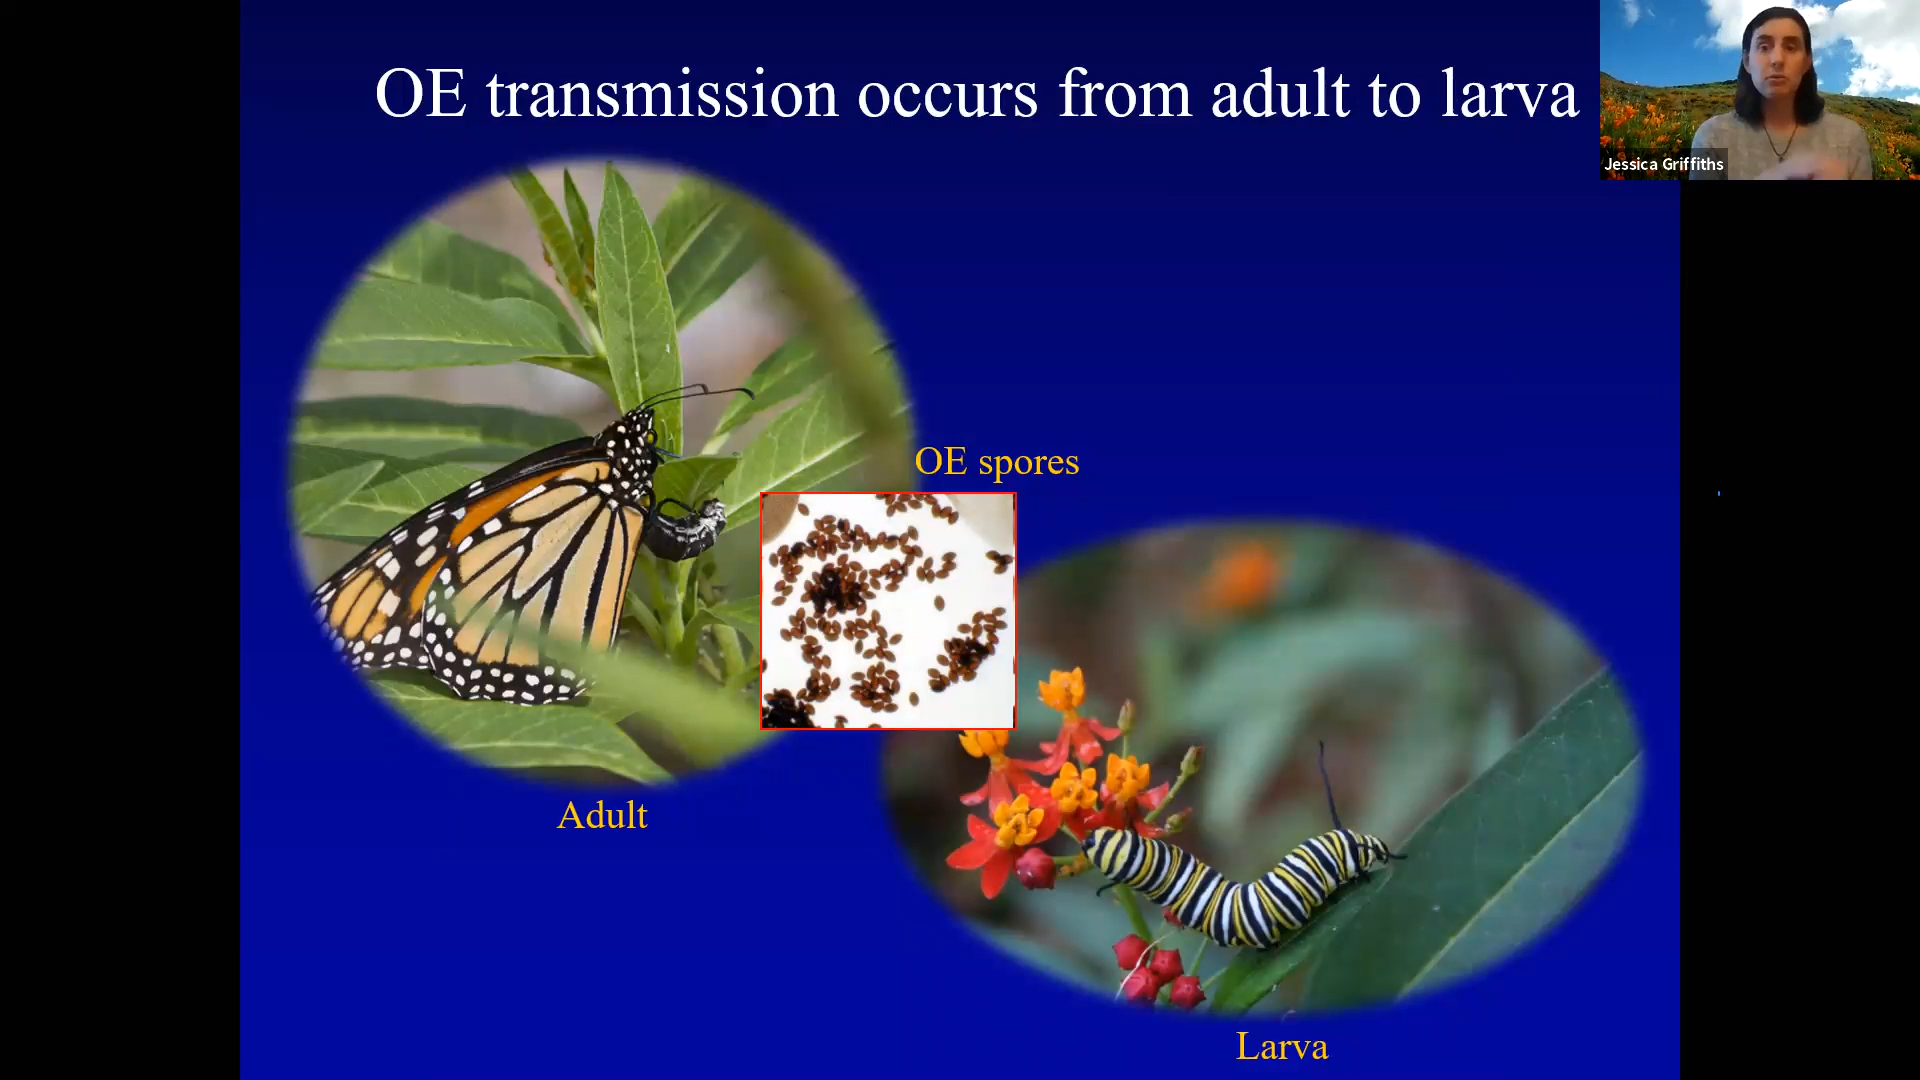 OE transmission occurs from adult to larva
Jessica Griffiths
OE spores
Adult
Larva